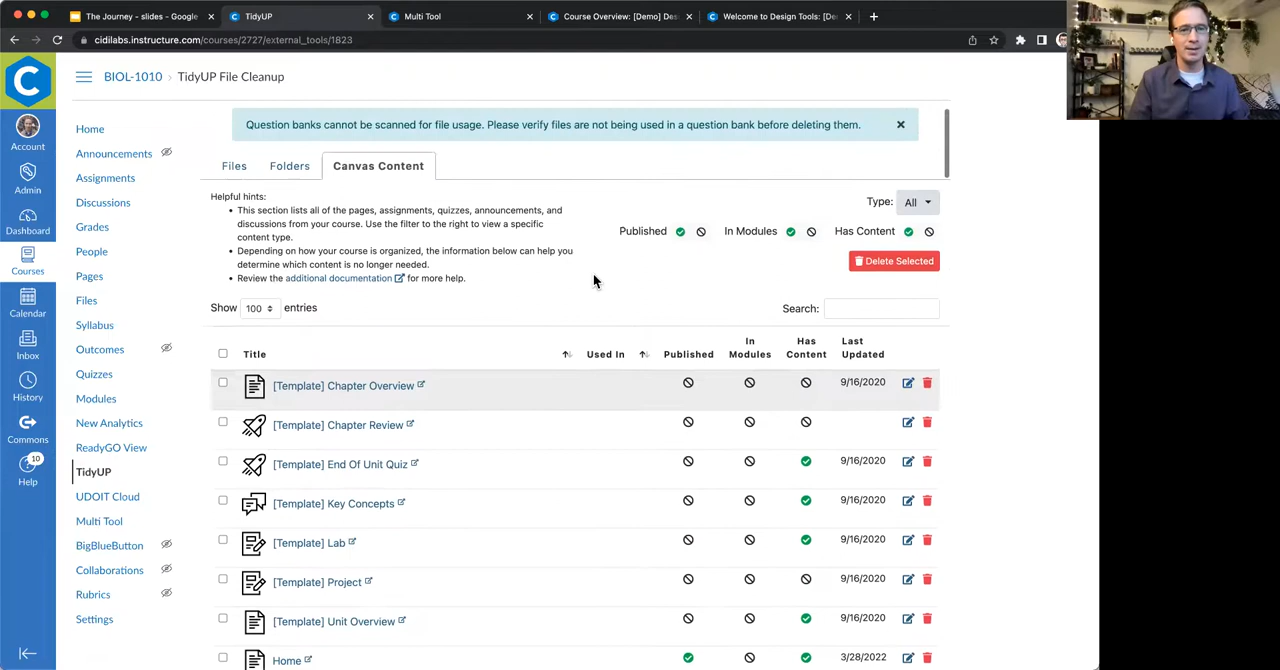 The Journey - slides - Google
TidyUP
Multi Tool
Course Overview: [Demo] Des
Welcome to Design Tools: [De
cidilabs.instructure.com/courses/2727/external_tools/1823
BIOL-1010 › TidyUP File Cleanup
Account
Admin
Dashboard
Courses
Calendar
Inbox
History
Commons
10
Help
Home
Announcements
Assignments
Discussions
Grades
People
Pages
Files
Syllabus
Outcomes
Quizzes
Modules
New Analytics
ReadyGO View
TidyUP
UDOIT Cloud
Multi Tool
BigBlueButton
Collaborations
Rubrics
Settings
Question banks cannot be scanned for file usage. Please verify files are not being used in a question bank before deleting them.
Files Folders Canvas Content
Helpful hints:
• This section lists all of the pages, assignments, quizzes, announcements, and
discussions from your course. Use the filter to the right to view a specific
content type.
• Depending on how your course is organized, the information below can help you
determine which content is no longer needed.
• Review the additional documentation for more help.
Type: All
Published In Modules Has Content
Delete Selected
Show 100 entries
Search:
Title Used In Published In Modules Has Content Last Updated
[Template] Chapter Overview 9/16/2020
[Template] Chapter Review
[Template] End Of Unit Quiz 9/16/2020
[Template] Key Concepts 9/16/2020
[Template] Lab 9/16/2020
[Template] Project 9/16/2020
[Template] Unit Overview 9/16/2020
Home 3/28/2022